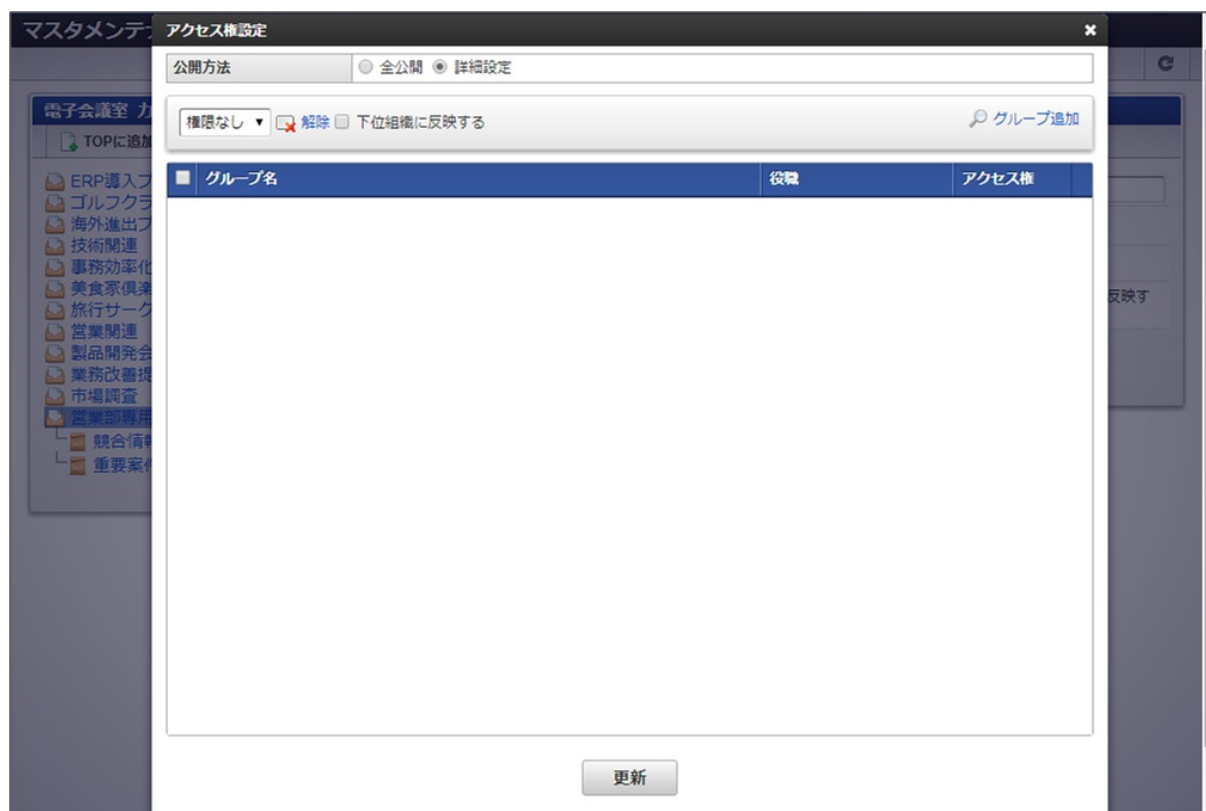 マスタメンテナ
アクセス権設定
公開方法 全公開 詳細設定
電子会議室
権限なし 解除 下位組織に反映する グループ追加
TOPに追加
グループ名 役職 アクセス権
ERP導入プ
ゴルフクラ
海外進出プ
技術関連
事務効率化
美食家倶楽
旅行サーク
反映す
営業関連
製品開発会
業務改善提
市場調査
営業部専用
競合情報
重要案件
更新